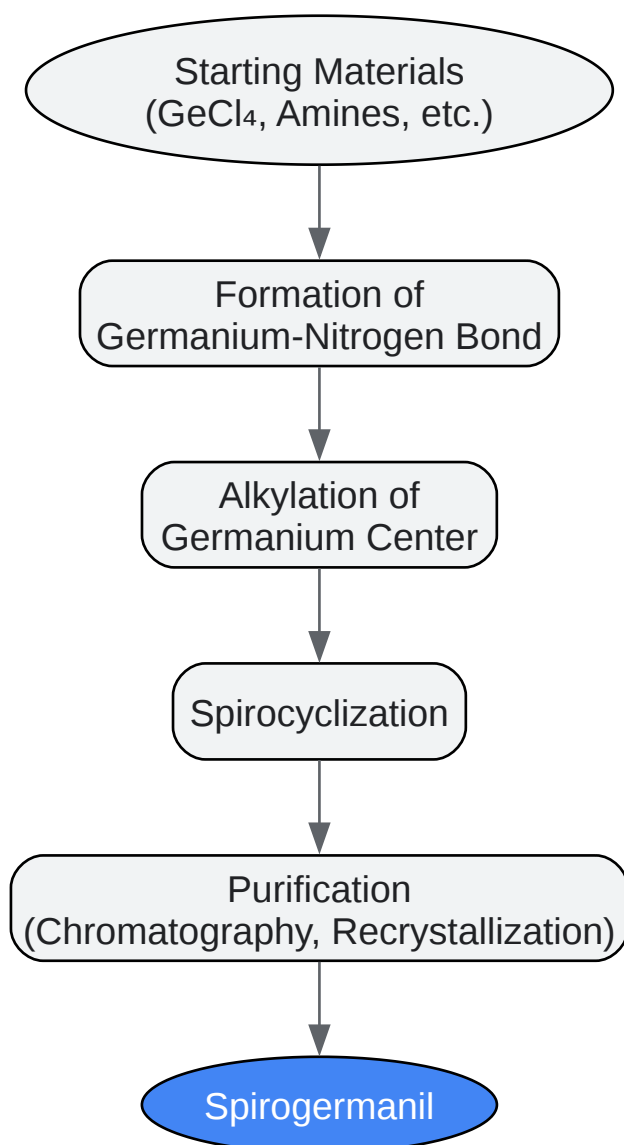 Starting Materials
(GeCl₄, Amines, etc.)
Formation of
Germanium-Nitrogen Bond
Alkylation of
Germanium Center
Spirocyclization
Purification
(Chromatography, Recrystallization)
Spirogermanil